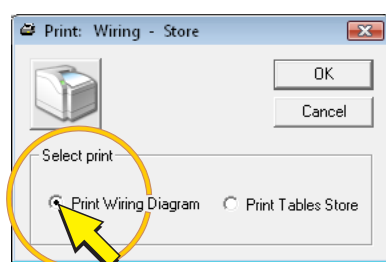 Print: Wiring - Store
OK
Cancel
Select print
Print Wiring Diagram Print Tables Store